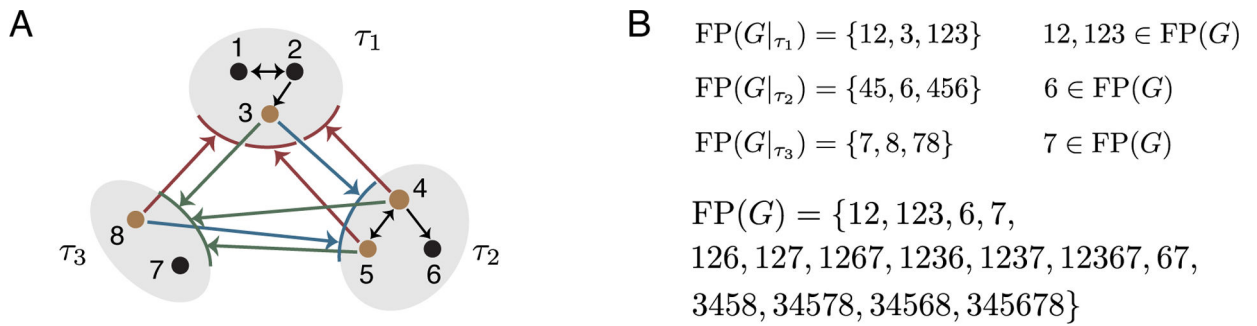 A
τ1
1 2
3
4
5
6
τ2
8
7
τ3
B
FP(G|τ1) = {12, 3, 123} 12, 123 ∈ FP(G)
FP(G|τ2) = {45, 6, 456} 6 ∈ FP(G)
FP(G|τ3) = {7, 8, 78} 7 ∈ FP(G)
FP(G) = {12, 123, 6, 7,
126, 127, 1267, 1236, 1237, 12367, 67,
3458, 34578, 34568, 345678}